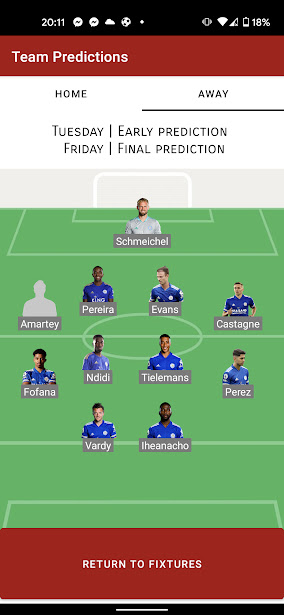 20:11
18%
Team Predictions
HOME
AWAY
Tuesday | Early prediction
Friday | Final prediction
Schmeichel
Amartey
Pereira
Evans
Castagne
Fofana
Ndidi
Tielemans
Perez
Vardy
Iheanacho
RETURN TO FIXTURES